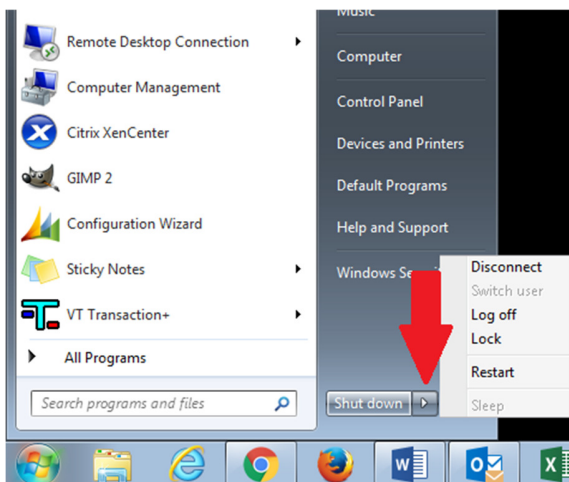 Music
Remote Desktop Connection
Computer
Computer Management
Control Panel
Citrix XenCenter
Devices and Printers
GIMP 2
Default Programs
Configuration Wizard
Help and Support
Sticky Notes
Windows Se
Disconnect
Switch user
VT Transaction+
Log off
Lock
All Programs
Restart
Search programs and files
Shut down
Sleep